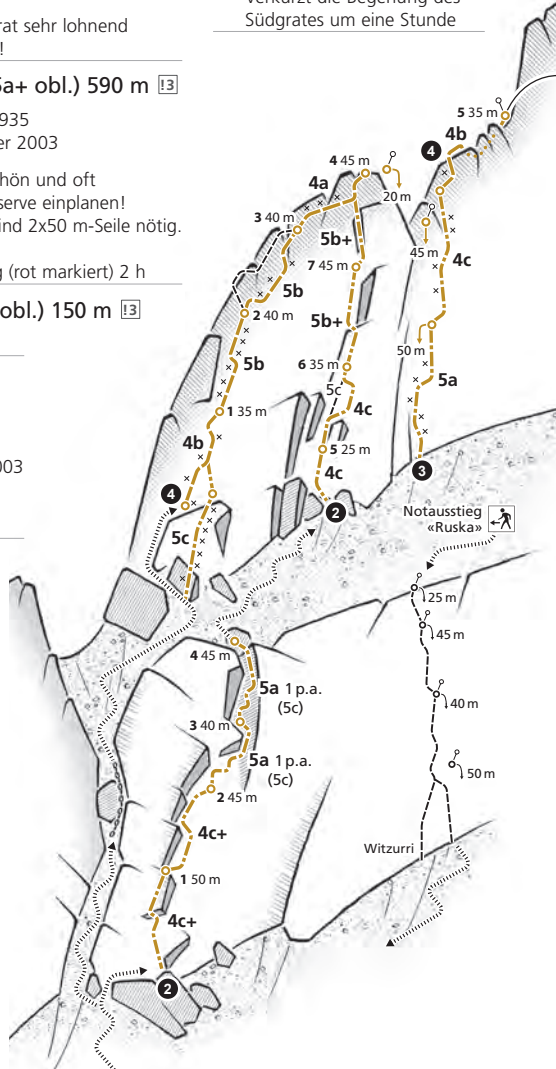 rat sehr lohnend
!
5a+ obl.) 590 m !3
935
er 2003
hön und oft
serve einplanen!
ind 2x50 m-Seile nötig.
g (rot markiert) 2 h
obl.) 150 m !3
003
verkürzt die Begehung des
Südgrates um eine Stunde
5 35 m
4
4b
4 45 m
20 m
4a
3 40 m
5b+
45 m
7 45 m
4c
5b
2 40 m
5b+
50 m
5b
6 35 m
5c
5a
1 35 m
4c
4b
5 25 m
4c
3
4
2
5c
Notausstieg
«Ruska»
25 m
45 m
4 45 m
5a 1 p.a.
(5c)
40 m
3 40 m
5a 1 p.a.
(5c)
50 m
2 45 m
4c+
Witzurri
1 50 m
4c+
2